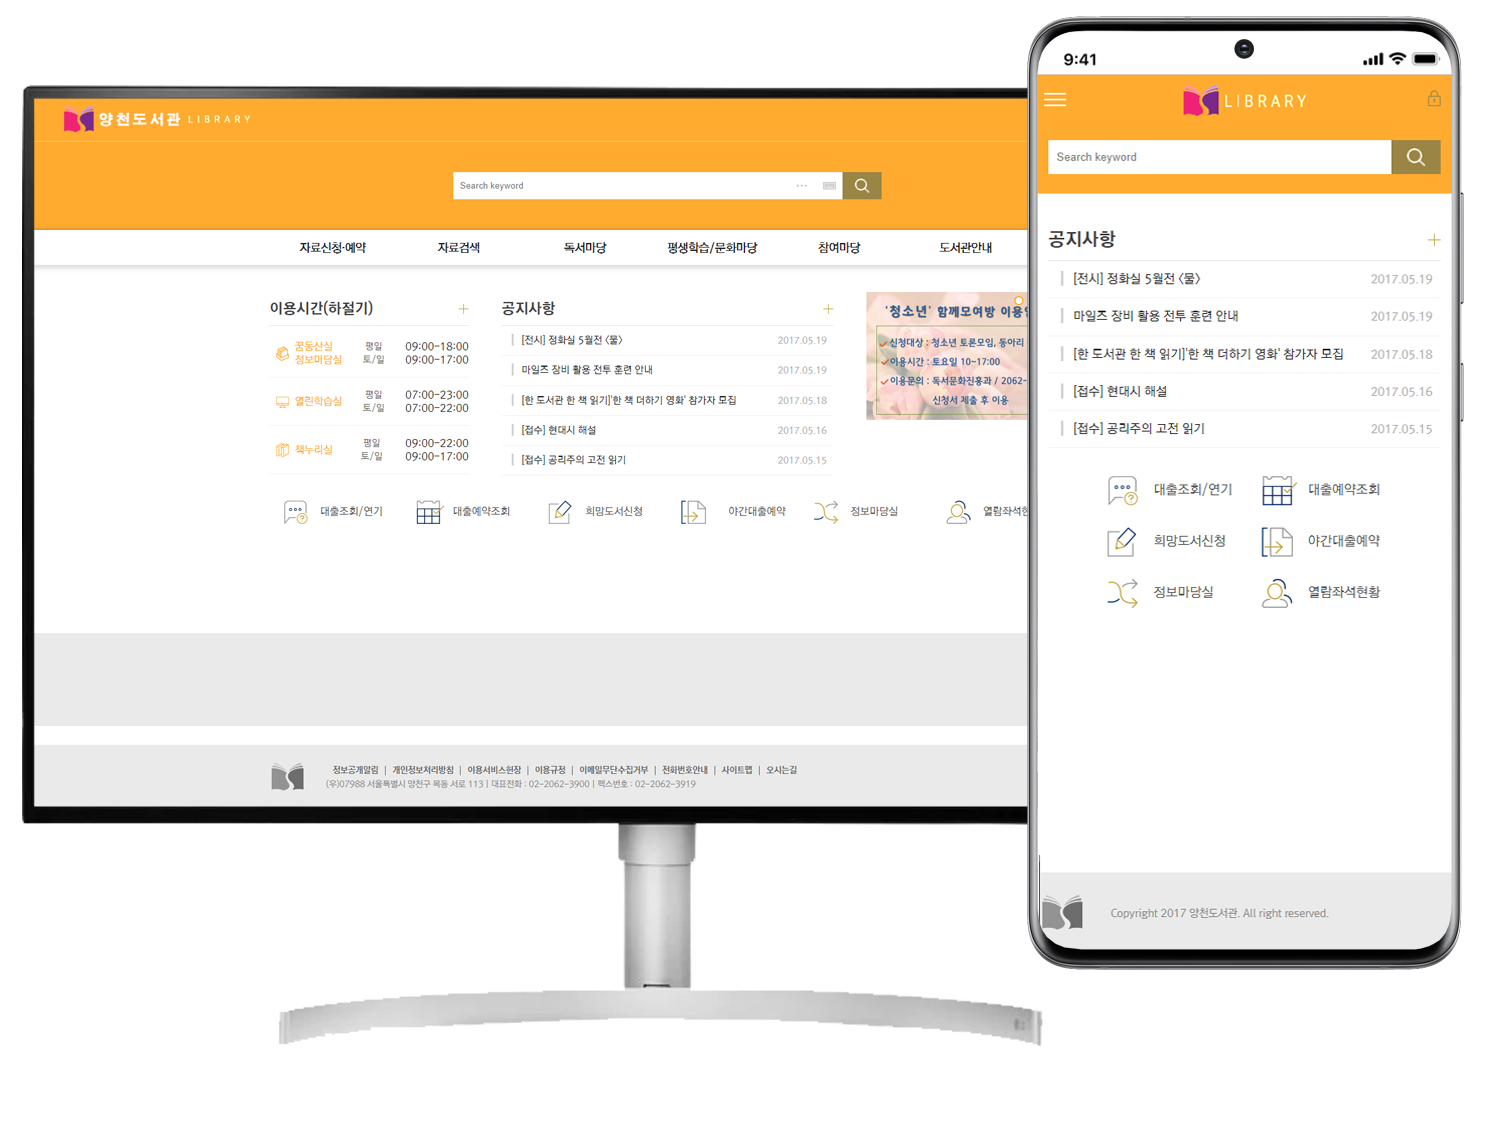 양천도서관 LIBRARY
Search keyword
자료신청·예약 자료검색 독서마당 평생학습/문화마당 참여마당 도서관안내
이용시간(하절기) +
꿈동산실
정보마당실
평일 09:00-18:00
토/일 09:00-17:00
열린학습실
평일 07:00-23:00
토/일 07:00-22:00
책누리실
평일 09:00-22:00
토/일 09:00-17:00
공지사항 +
[전시] 정화실 5월전 <물> 2017.05.19
마일즈 장비 활용 전투 훈련 안내 2017.05.19
[한 도서관 한 책 읽기]'한 책 더하기 영화' 참가자 모집 2017.05.18
[접수] 현대시 해설 2017.05.16
[접수] 공리주의 고전 읽기 2017.05.15
'청소년' 함께모여방 이용
신청대상 : 청소년 토론모임, 동아리
이용시간 : 토요일 10~17:00
이용문의 : 독서문화진흥과 / 2062-
신청서 제출 후 이용
대출조회/연기 대출예약조회 희망도서신청 야간대출예약 정보마당실 열람좌석현
정보공개알림 | 개인정보처리방침 | 이용서비스헌장 | 이용규정 | 이메일무단수집거부 | 전화번호안내 | 사이트맵 | 오시는길
(우)07988 서울특별시 양천구 목동 서로 113 | 대표전화 : 02-2062-3900 | 팩스번호 : 02-2062-3919
9:41
LIBRARY
Search keyword
공지사항 +
[전시] 정화실 5월전 <물> 2017.05.19
마일즈 장비 활용 전투 훈련 안내 2017.05.19
[한 도서관 한 책 읽기]'한 책 더하기 영화' 참가자 모집 2017.05.18
[접수] 현대시 해설 2017.05.16
[접수] 공리주의 고전 읽기 2017.05.15
대출조회/연기 대출예약조회
희망도서신청 야간대출예약
정보마당실 열람좌석현황
Copyright 2017 양천도서관. All right reserved.